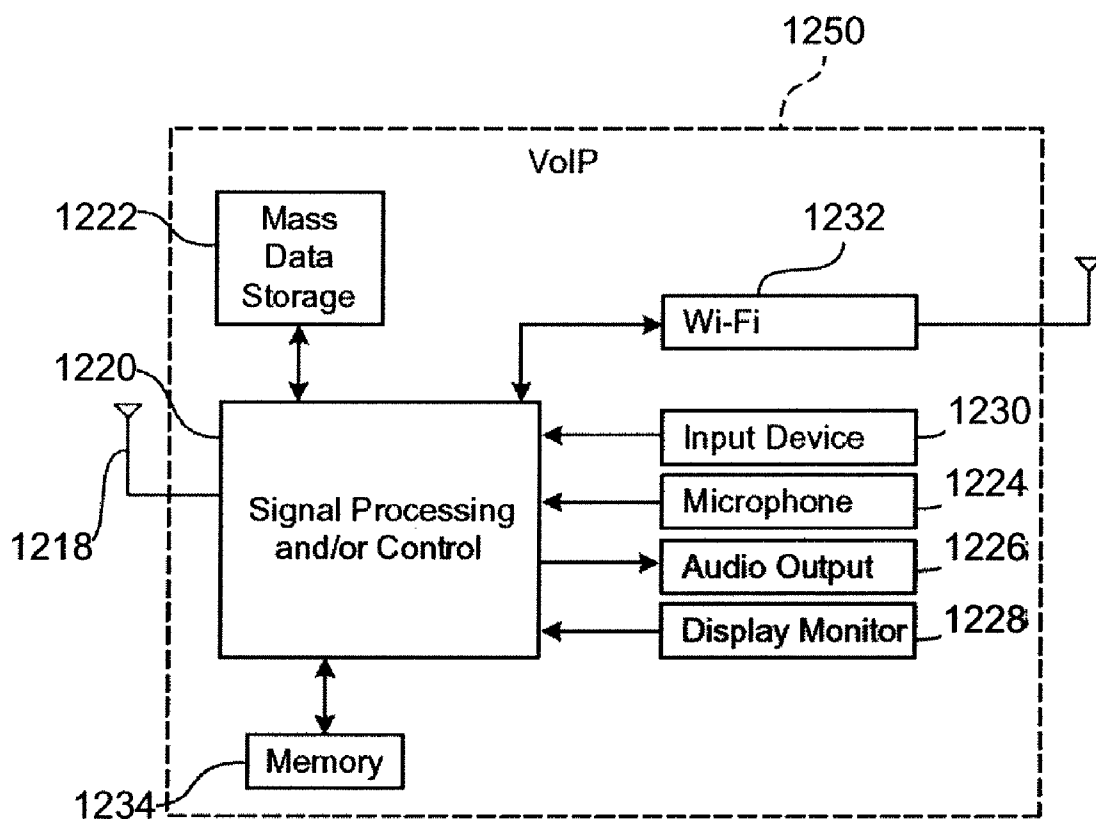 1250
VoIP
1222
Mass
Data
Storage
1232
Wi-Fi
1220
Input Device
1230
Signal Processing
and/or Control
Microphone
1224
1218
Audio Output
1226
Display Monitor
1228
Memory
1234